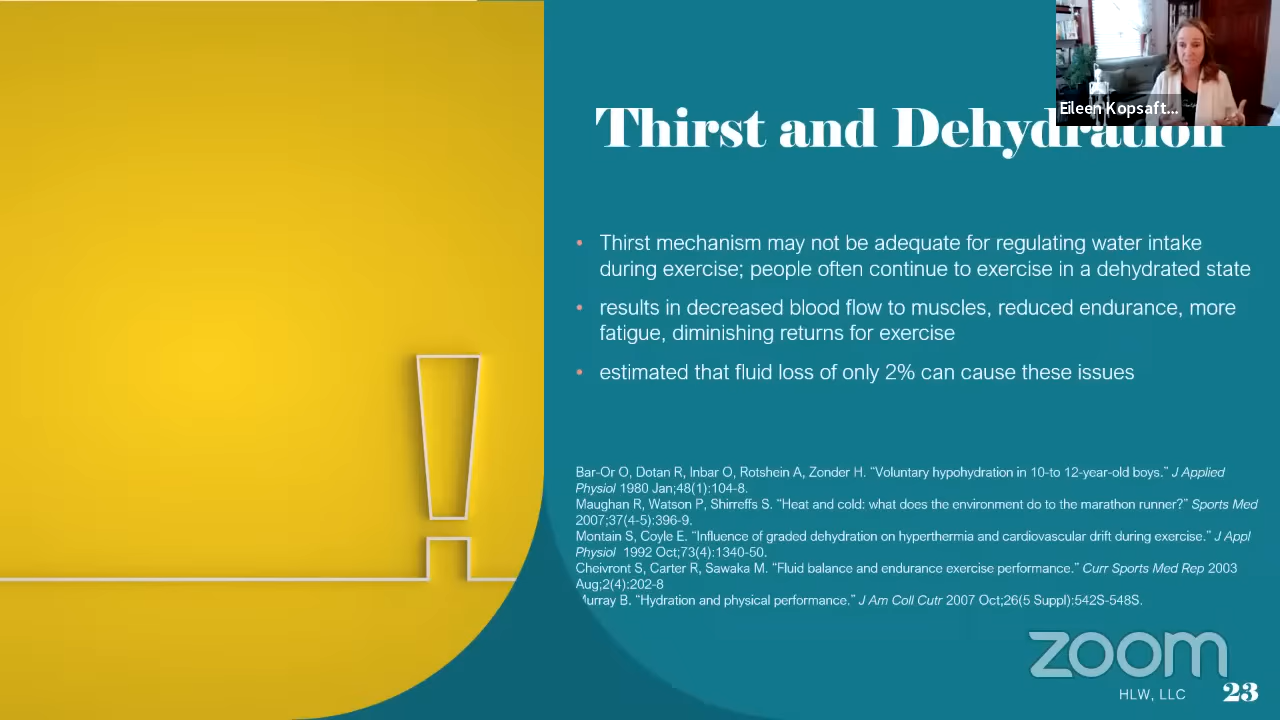 Eileen Kopsaft...
Thirst and Dehydration
• Thirst mechanism may not be adequate for regulating water intake
during exercise; people often continue to exercise in a dehydrated state
• results in decreased blood flow to muscles, reduced endurance, more
fatigue, diminishing returns for exercise
• estimated that fluid loss of only 2% can cause these issues
Bar-Or O, Dotan R, Inbar O, Rotshein A, Zonder H. “Voluntary hypohydration in 10-to 12-year-old boys.” J Applied
Physiol 1980 Jan;48(1):104-8.
Maughan R, Watson P, Shirreffs S. “Heat and cold: what does the environment do to the marathon runner?” Sports Med
2007;37(4-5):396-9.
Montain S, Coyle E. “Influence of graded dehydration on hyperthermia and cardiovascular drift during exercise.” J Appl
Physiol 1992 Oct;73(4):1340-50.
Cheivront S, Carter R, Sawaka M. “Fluid balance and endurance exercise performance.” Curr Sports Med Rep 2003
Aug;2(4):202-8
Murray B. “Hydration and physical performance.” J Am Coll Cutr 2007 Oct;26(5 Suppl):542S-548S.
zoom
HLW, LLC 23